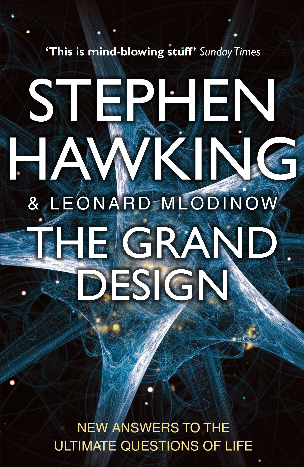 ‘This is mind-blowing stuff’ Sunday Times
STEPHEN
HAWKING
& LEONARD MLODINOW
THE GRAND
DESIGN
NEW ANSWERS TO THE
ULTIMATE QUESTIONS OF LIFE